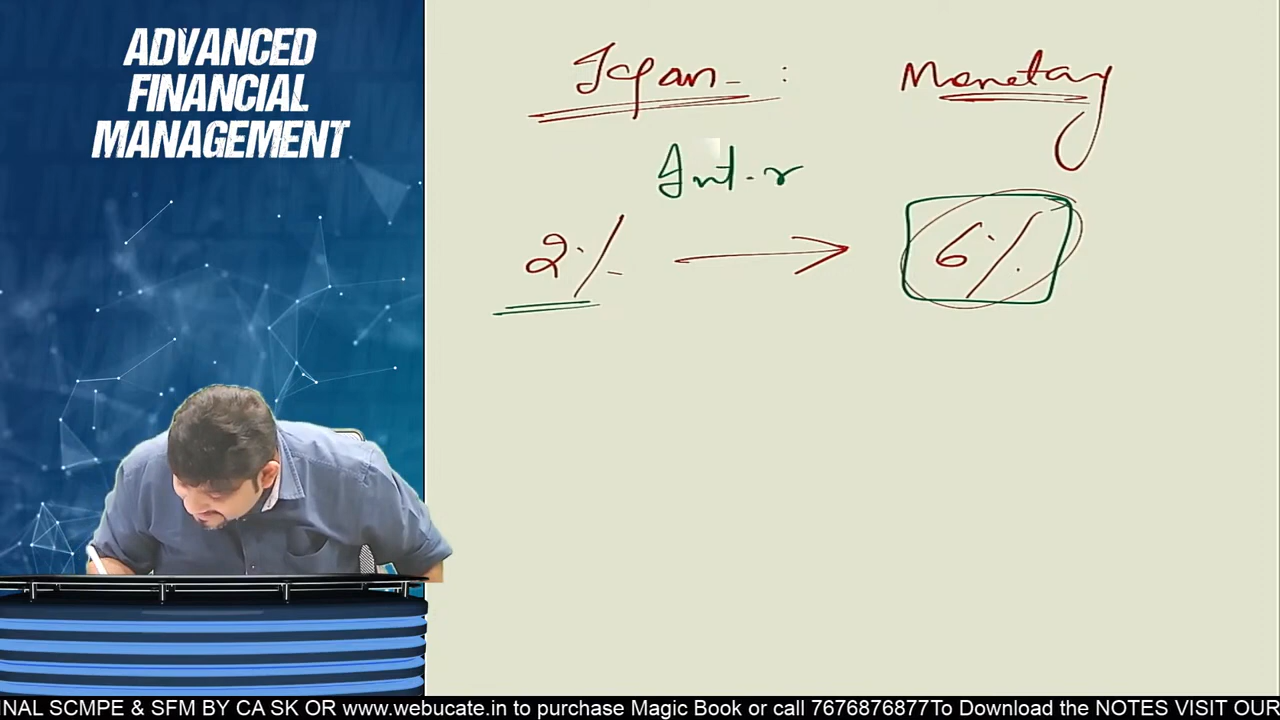 ADVANCED
FINANCIAL
MANAGEMENT
Japan - : Monetary
Int. r
2% → 6%
INAL SCMPE & SFM BY CA SK OR www.webucate.in to purchase Magic Book or call 7676876877To Download the NOTES VISIT OUR